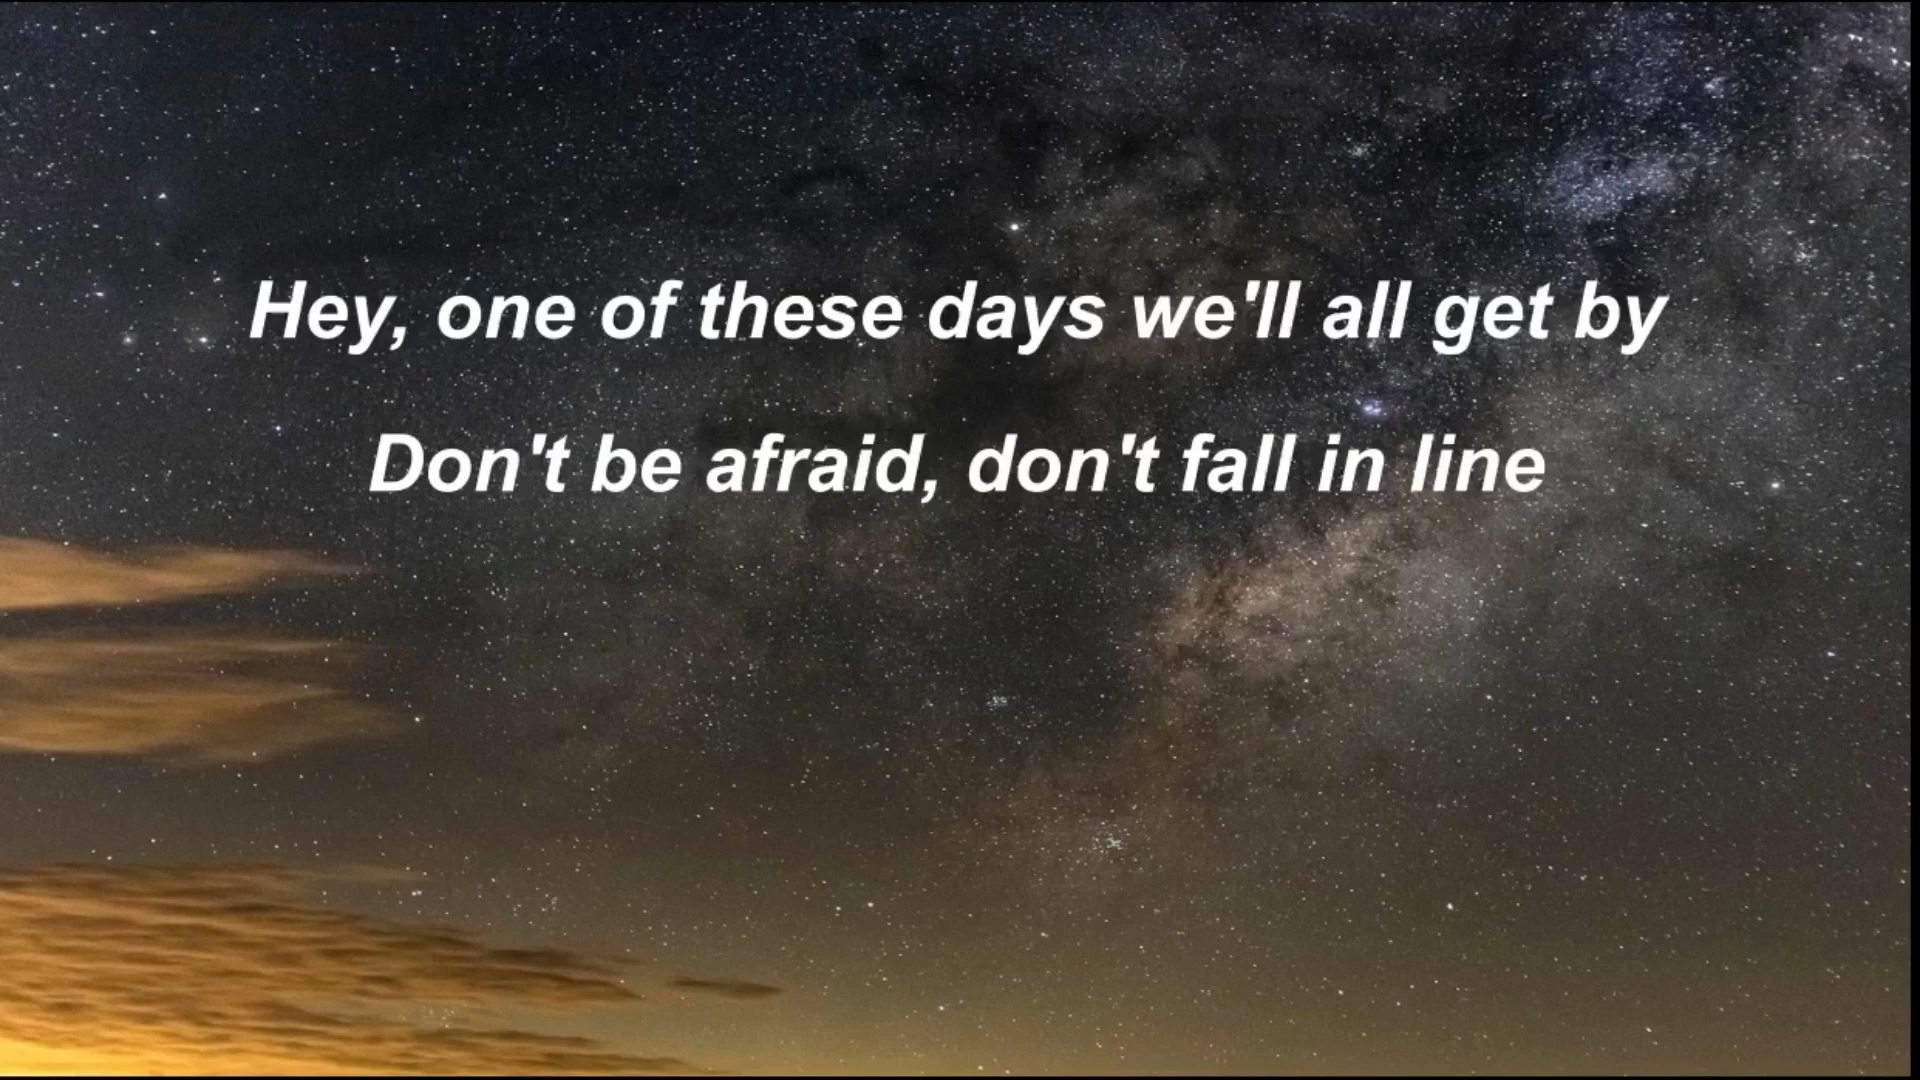 Hey, one of these days we'll all get by
Don't be afraid, don't fall in line